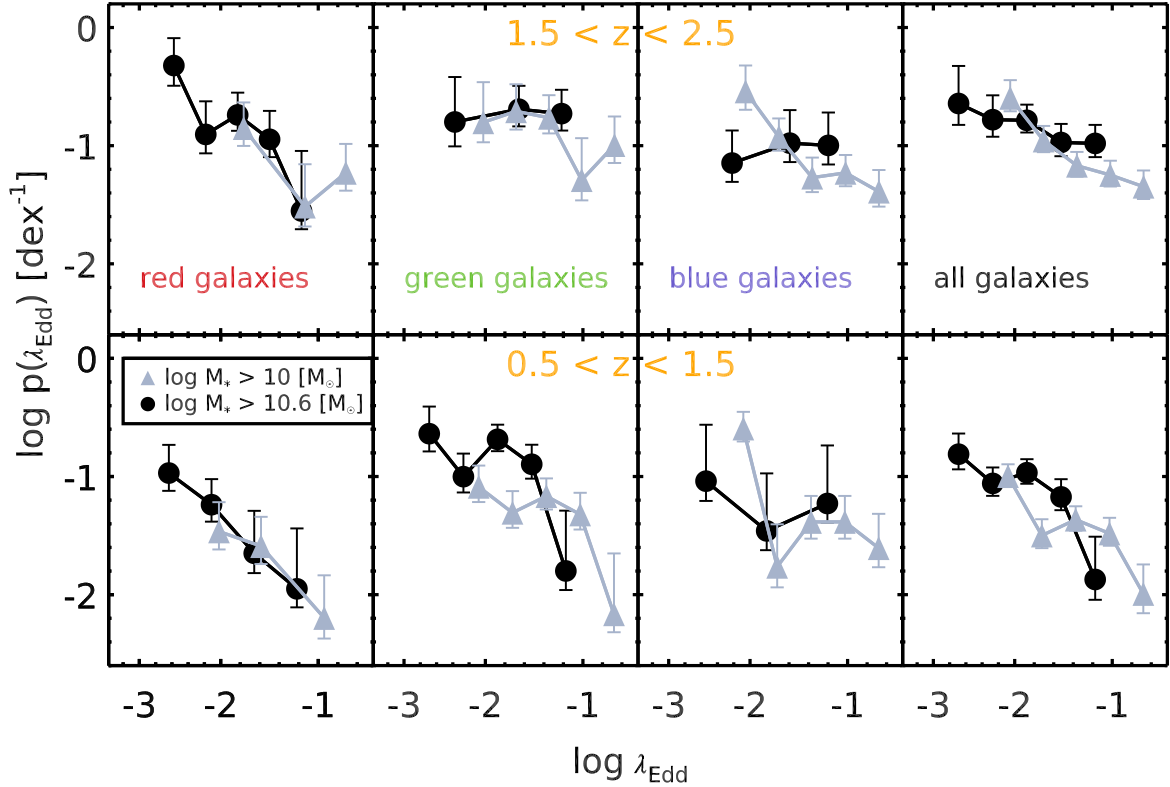 1.5 < z < 2.5
0
-1
-2
red galaxies
green galaxies
blue galaxies
all galaxies
log p(λEdd) [dex⁻¹]
0.5 < z < 1.5
0
-1
-2
log M* > 10 [M☉]
log M* > 10.6 [M☉]
-3 -2 -1 -3 -2 -1 -3 -2 -1 -3 -2 -1
log λEdd